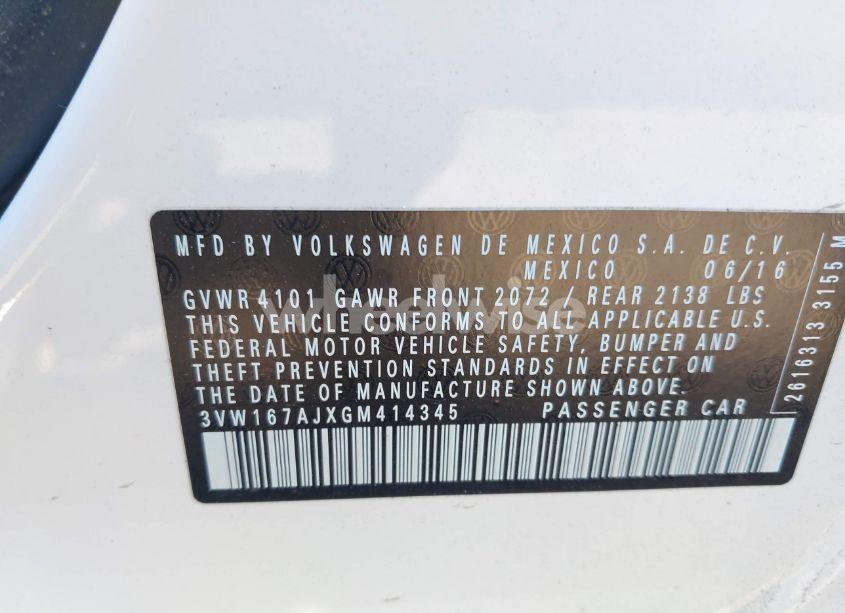 MFD BY VOLKSWAGEN DE MEXICO S.A. DE C.V.
MEXICO 06/16
GVWR 4101 GAWR FRONT 2072 / REAR 2138 LBS
THIS VEHICLE CONFORMS TO ALL APPLICABLE U.S.
FEDERAL MOTOR VEHICLE SAFETY, BUMPER AND
THEFT PREVENTION STANDARDS IN EFFECT ON
THE DATE OF MANUFACTURE SHOWN ABOVE.
3VW167AJXGM414345 PASSENGER CAR
2616313 3155 M
wheelwise